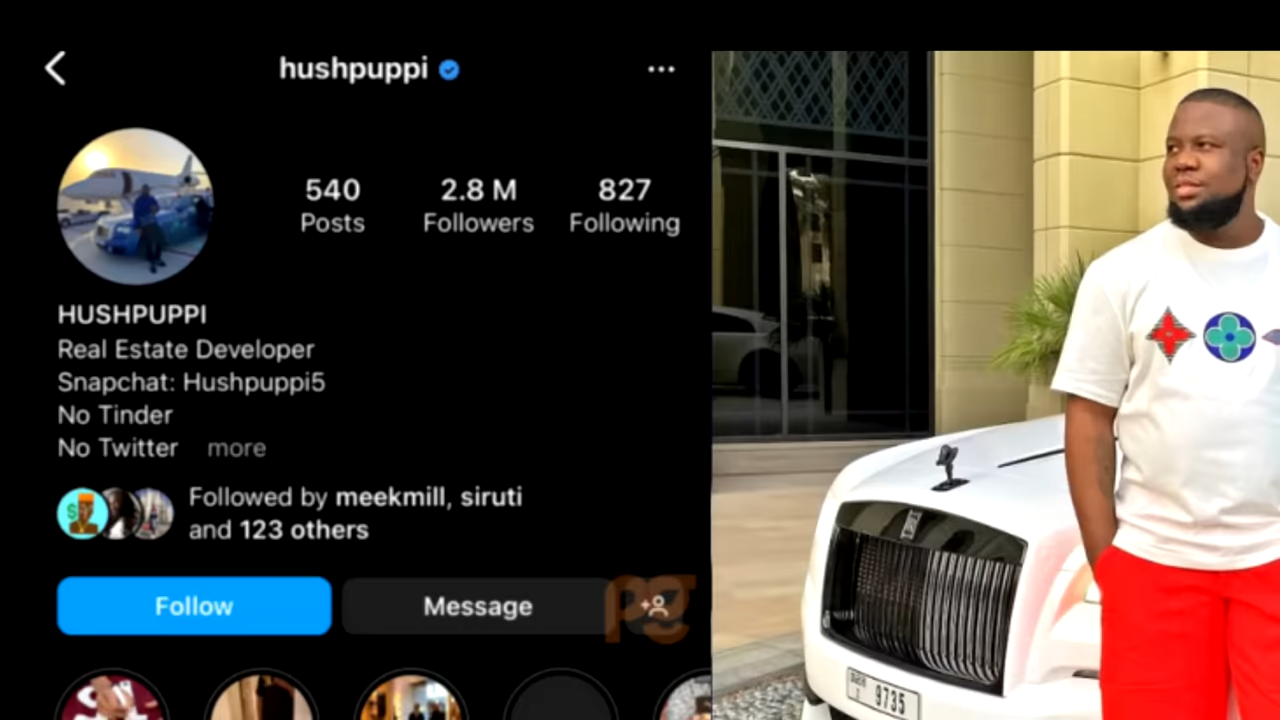 hushpuppi
540
2.8 M
827
Posts
Followers
Following
HUSHPUPPI
Real Estate Developer
Snapchat: Hushpuppi5
No Tinder
No Twitter more
Followed by meekmill, siruti
and 123 others
Follow
Message
pg
9735